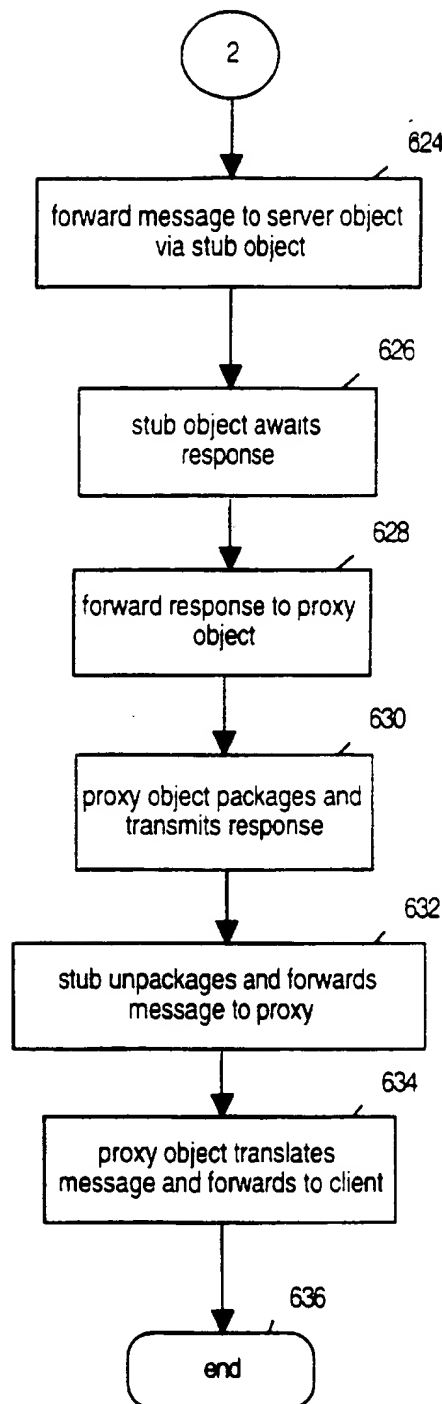 2
624
forward message to server object
via stub object
626
stub object awaits
response
628
forward response to proxy
object
630
proxy object packages and
transmits response
632
stub unpackages and forwards
message to proxy
634
proxy object translates
message and forwards to client
636
end